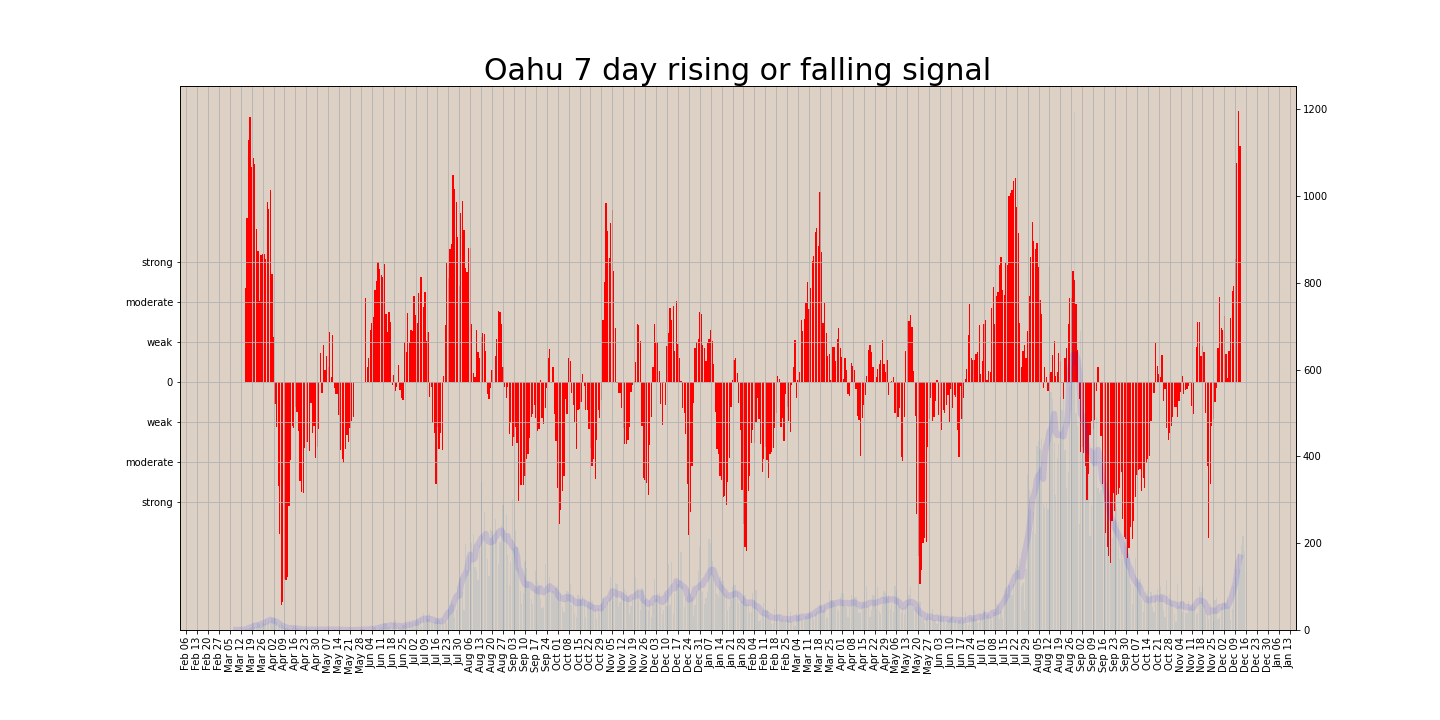 Oahu 7 day rising or falling signal
strong
moderate
weak
0
weak
moderate
strong
1200
1000
800
600
400
200
0
Feb 06
Feb 13
Feb 20
Feb 27
Mar 05
Mar 12
Mar 19
Mar 26
Apr 02
Apr 09
Apr 16
Apr 23
Apr 30
May 07
May 14
May 21
May 28
Jun 04
Jun 11
Jun 18
Jun 25
Jul 02
Jul 09
Jul 16
Jul 23
Jul 30
Aug 06
Aug 13
Aug 20
Aug 27
Sep 03
Sep 10
Sep 17
Sep 24
Oct 01
Oct 08
Oct 15
Oct 22
Oct 29
Nov 05
Nov 12
Nov 19
Nov 26
Dec 03
Dec 10
Dec 17
Dec 24
Dec 31
Jan 07
Jan 14
Jan 21
Jan 28
Feb 04
Feb 11
Feb 18
Feb 25
Mar 04
Mar 11
Mar 18
Mar 25
Apr 01
Apr 08
Apr 15
Apr 22
Apr 29
May 06
May 13
May 20
May 27
Jun 03
Jun 10
Jun 17
Jun 24
Jul 01
Jul 08
Jul 15
Jul 22
Jul 29
Aug 05
Aug 12
Aug 19
Aug 26
Sep 02
Sep 09
Sep 16
Sep 23
Sep 30
Oct 07
Oct 14
Oct 21
Oct 28
Nov 04
Nov 11
Nov 18
Nov 25
Dec 02
Dec 09
Dec 16
Dec 23
Dec 30
Jan 06
Jan 13